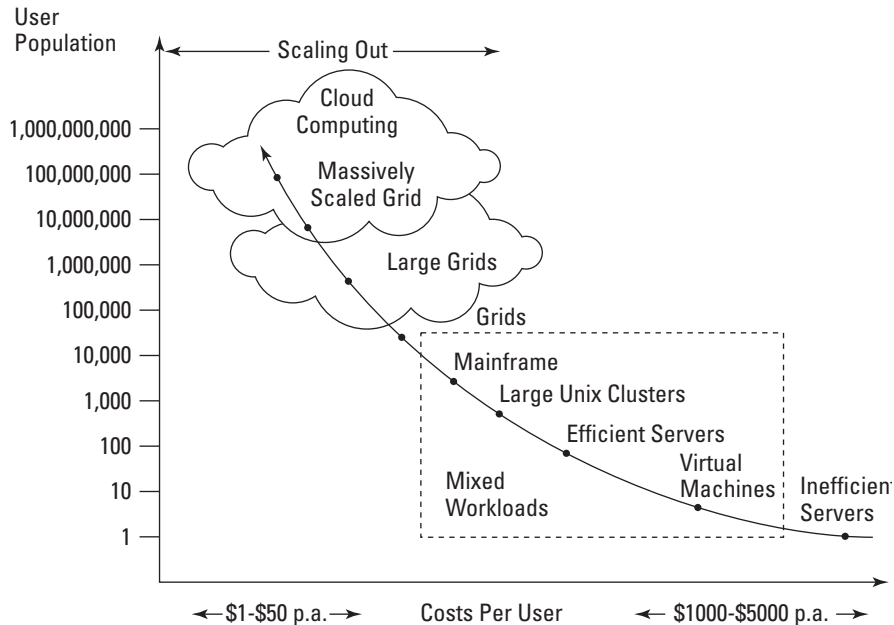 User
Population
Scaling Out
Cloud
Computing
1,000,000,000
Massively
Scaled Grid
100,000,000
10,000,000
Large Grids
1,000,000
100,000
Grids
10,000
Mainframe
Large Unix Clusters
1,000
Efficient Servers
100
Virtual
Machines
Mixed
Workloads
Inefficient
Servers
10
1
$1-$50 p.a.
Costs Per User
$1000-$5000 p.a.